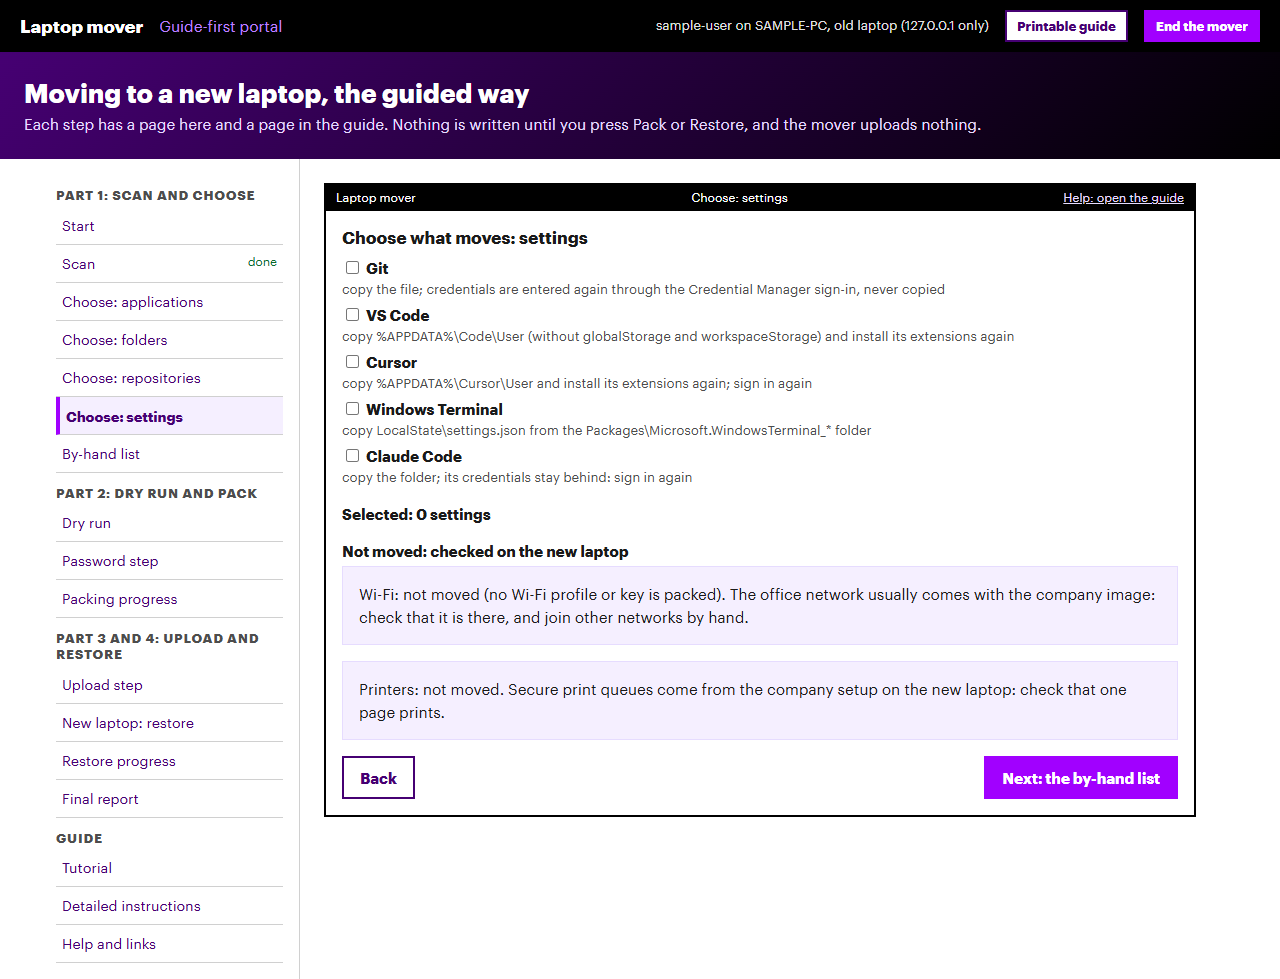 Laptop mover
Guide-first portal
sample-user on SAMPLE-PC, old laptop (127.0.0.1 only)
Printable guide
End the mover
Moving to a new laptop, the guided way
Each step has a page here and a page in the guide. Nothing is written until you press Pack or Restore, and the mover uploads nothing.
PART 1: SCAN AND CHOOSE
Start
Scan
done
Choose: applications
Choose: folders
Choose: repositories
Choose: settings
By-hand list
PART 2: DRY RUN AND PACK
Dry run
Password step
Packing progress
PART 3 AND 4: UPLOAD AND
RESTORE
Upload step
New laptop: restore
Restore progress
Final report
GUIDE
Tutorial
Detailed instructions
Help and links
Laptop mover
Choose: settings
Help: open the guide
Choose what moves: settings
Git
copy the file; credentials are entered again through the Credential Manager sign-in, never copied
VS Code
copy %APPDATA%\Code\User (without globalStorage and workspaceStorage) and install its extensions again
Cursor
copy %APPDATA%\Cursor\User and install its extensions again; sign in again
Windows Terminal
copy LocalState\settings.json from the Packages\Microsoft.WindowsTerminal_* folder
Claude Code
copy the folder; its credentials stay behind: sign in again
Selected: 0 settings
Not moved: checked on the new laptop
Wi-Fi: not moved (no Wi-Fi profile or key is packed). The office network usually comes with the company image:
check that it is there, and join other networks by hand.
Printers: not moved. Secure print queues come from the company setup on the new laptop: check that one
page prints.
Back
Next: the by-hand list